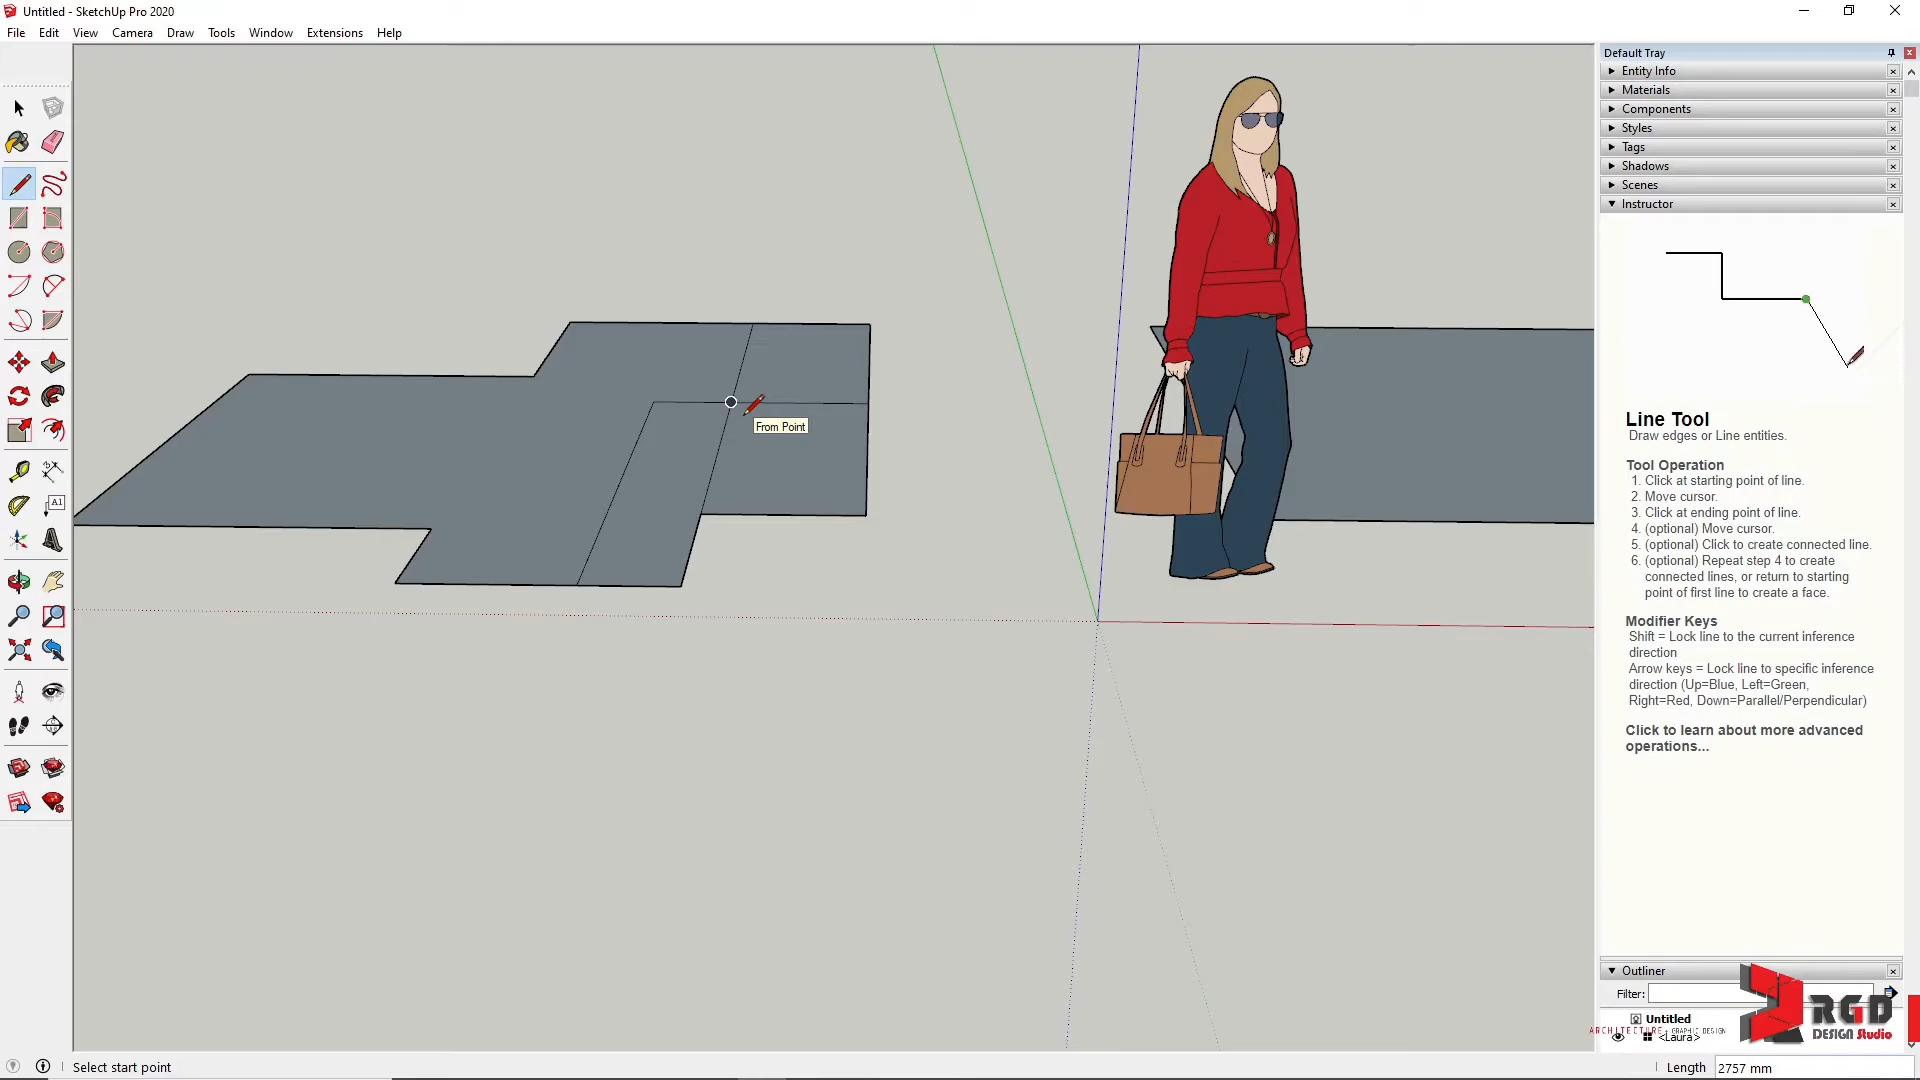 Untitled - SketchUp Pro 2020
File Edit View Camera Draw Tools Window Extensions Help
Default Tray
Entity Info
Materials
Components
Styles
Tags
Shadows
Scenes
Instructor
From Point
A1
Line Tool
Draw edges or Line entities.
Tool Operation
1. Click at starting point of line.
2. Move cursor.
3. Click at ending point of line.
4. (optional) Move cursor.
5. (optional) Click to create connected line.
6. (optional) Repeat step 4 to create
connected lines, or return to starting
point of first line to create a face.
Modifier Keys
Shift = Lock line to the current inference
direction
Arrow keys = Lock line to specific inference
direction (Up=Blue, Left=Green,
Right=Red, Down=Parallel/Perpendicular)
Click to learn about more advanced
operations...
Outliner
Filter:
Untitled
<Laura>
ARCHITECTURE + GRAPHIC DESIGN
RGD
DESIGN Studio
Select start point
Length 2757 mm